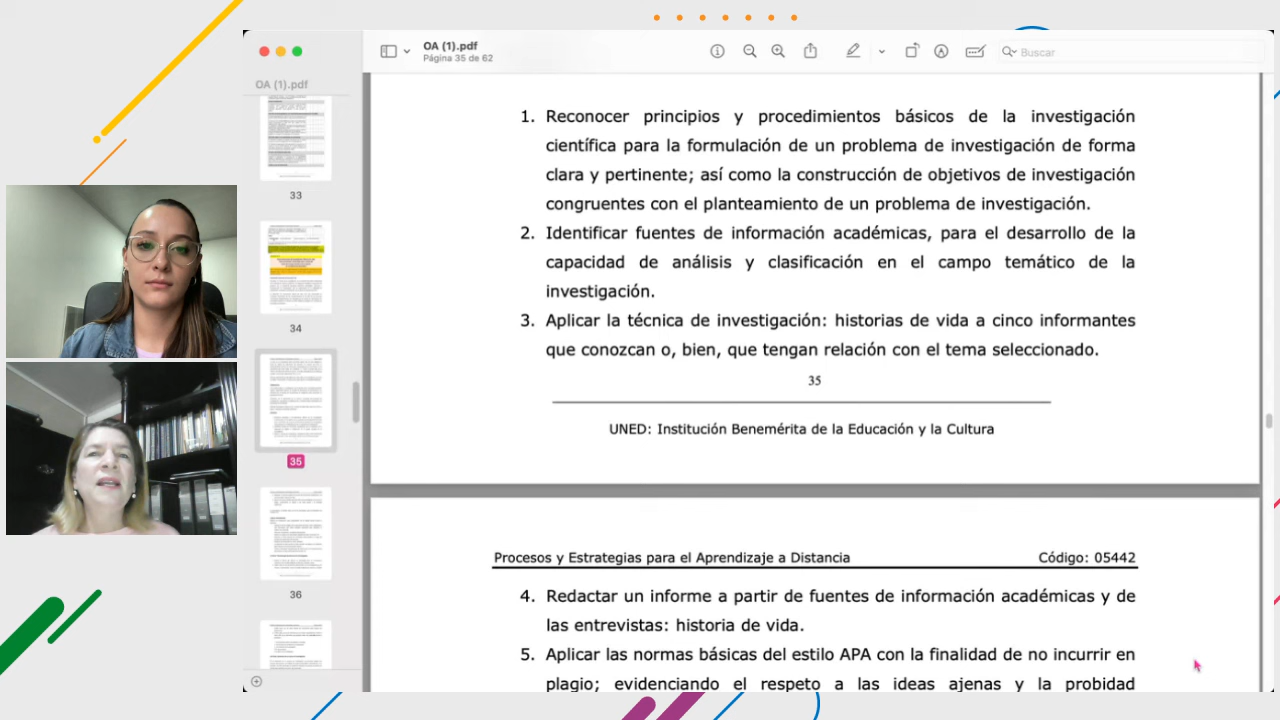 OA (1).pdf
Página 35 de 62
Buscar
OA (1).pdf
33
34
35
36
1. Reconocer principios y procedimientos básicos de la investigación
científica para la formulación de un problema de investigación de forma
clara y pertinente; así como la construcción de objetivos de investigación
congruentes con el planteamiento de un problema de investigación.
2. Identificar fuentes de información académicas, para el desarrollo de la
capacidad de análisis y clasificación en el campo temático de la
investigación.
3. Aplicar la técnica de investigación: historias de vida a cinco informantes
que conozcan o, bien, que tengan relación con el tema seleccionado.
35
UNED: Institución Benemérita de la Educación y la Cultura
Procesos y Estrategias para el Aprendizaje a Distancia Código: 05442
4. Redactar un informe a partir de fuentes de información académicas y de
entrevistas: historias de vida.
5. Aplicar las normas básicas del estilo APA con la finalidad de no incurrir en
plagio; evidenciando el respeto a las ideas ajenas y la probidad